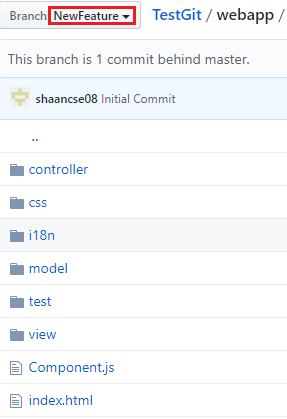 Branch: NewFeature TestGit / webapp /
This branch is 1 commit behind master.
shaancse08 Initial Commit
..
controller
css
i18n
model
test
view
Component.js
index.html